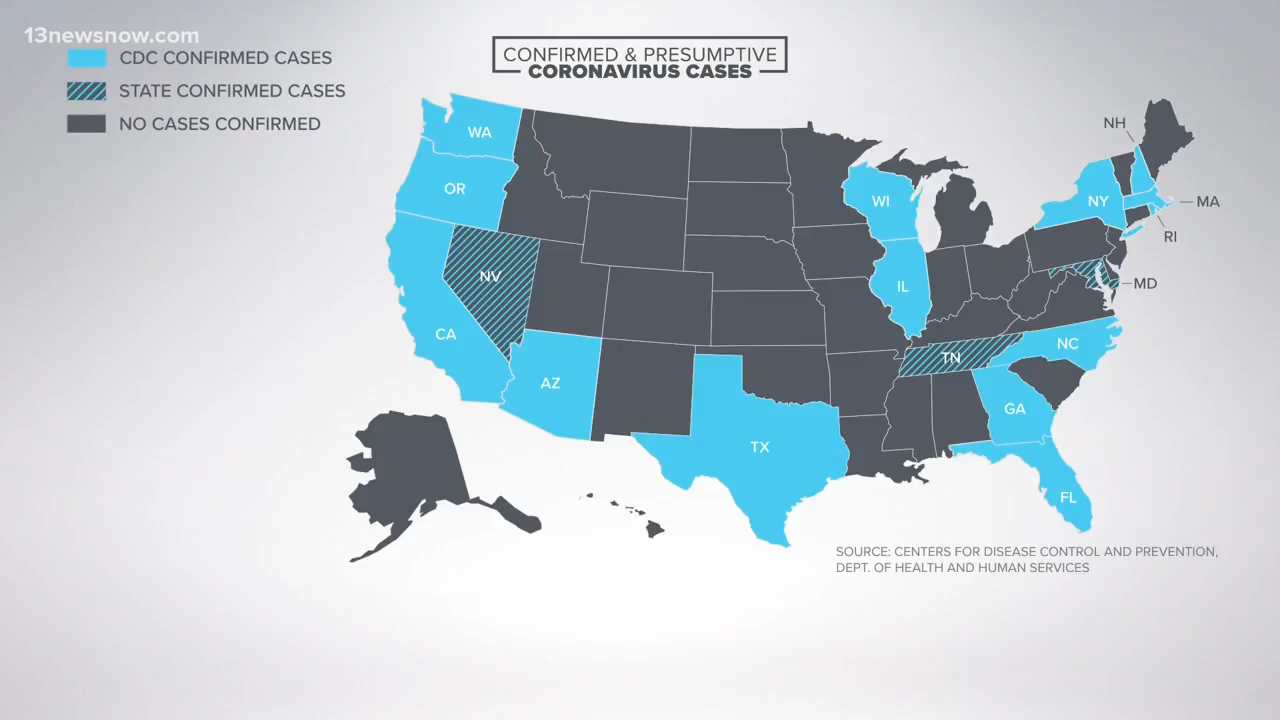 13newsnow.com
CDC CONFIRMED CASES
STATE CONFIRMED CASES
NO CASES CONFIRMED
CONFIRMED & PRESUMPTIVE
CORONAVIRUS CASES
WA
OR
NV
CA
AZ
TX
WI
IL
TN
NH
NY
MA
RI
MD
NC
GA
FL
SOURCE: CENTERS FOR DISEASE CONTROL AND PREVENTION,
DEPT. OF HEALTH AND HUMAN SERVICES